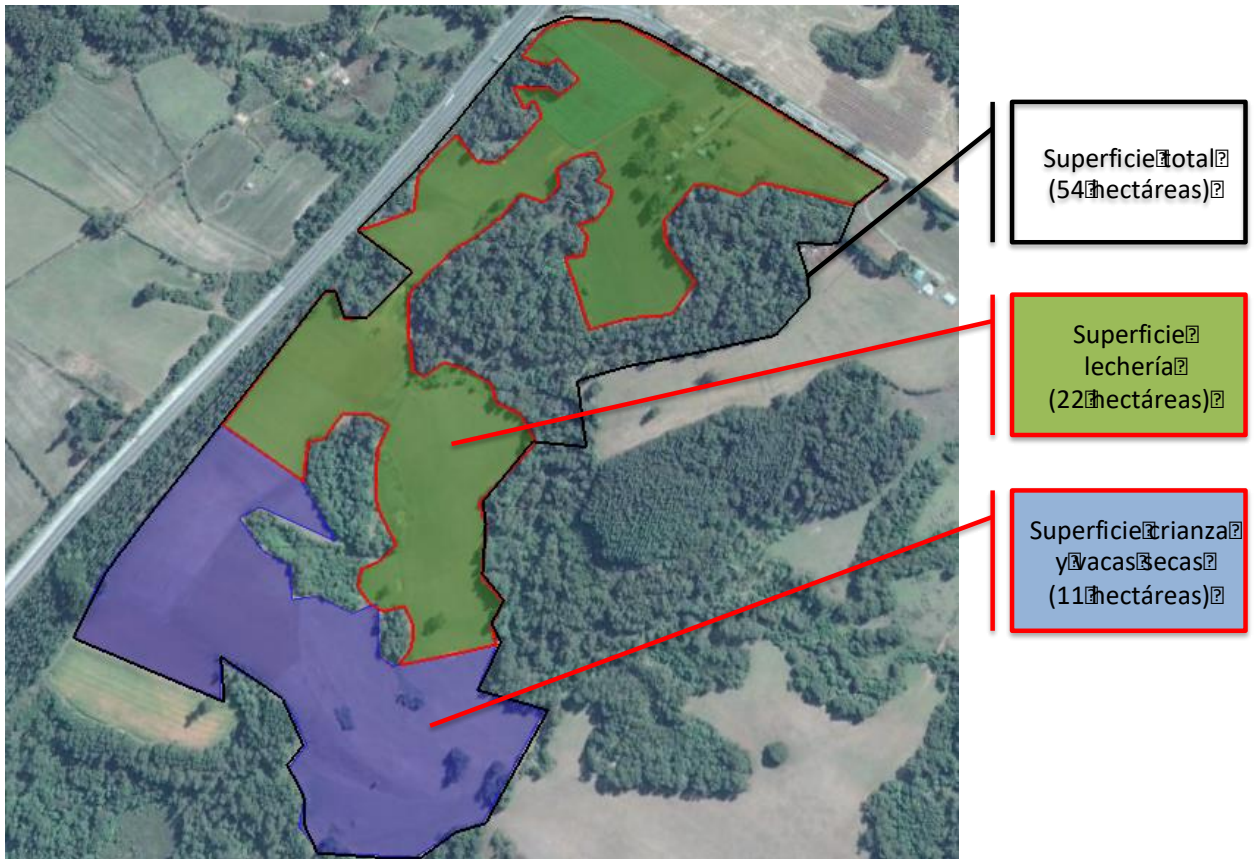 Superficie total
(54 hectáreas)
Superficie
lechería
(22 hectáreas)
Superficie crianza
y vacas secas
(11 hectáreas)